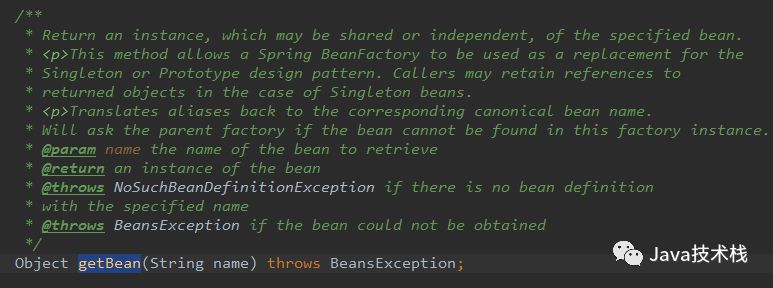 /**
* Return an instance, which may be shared or independent, of the specified bean.
* <p>This method allows a Spring BeanFactory to be used as a replacement for the
* Singleton or Prototype design pattern. Callers may retain references to
* returned objects in the case of Singleton beans.
* <p>Translates aliases back to the corresponding canonical bean name.
* Will ask the parent factory if the bean cannot be found in this factory instance.
* @param name the name of the bean to retrieve
* @return an instance of the bean
* @throws NoSuchBeanDefinitionException if there is no bean definition
* with the specified name
* @throws BeansException if the bean could not be obtained
*/
Object getBean(String name) throws BeansException;
Java技术栈